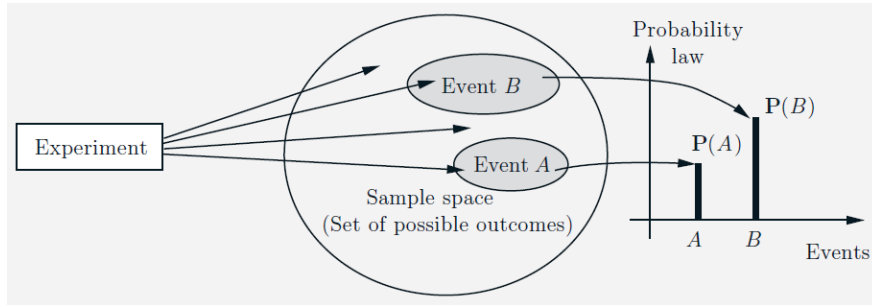 Experiment
Event B
Event A
Sample space
(Set of possible outcomes)
Probability
law
P(B)
P(A)
A
B
Events